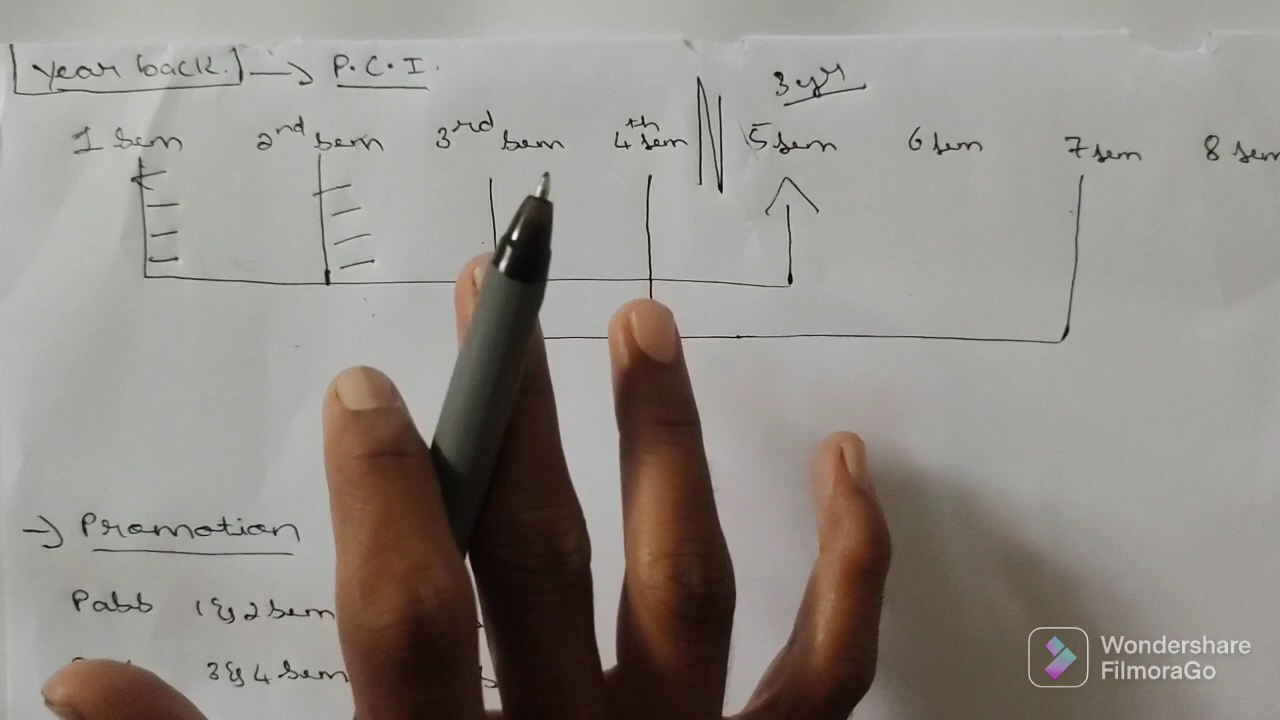 year back. → P.C.I.
3 yr
1 sem 2nd sem 3rd sem 4th sem 5 sem 6 sem 7 sem 8 sem
→ Promotion
Pass 1 & 2 sem
3 & 4 sem
Wondershare
FilmoraGo